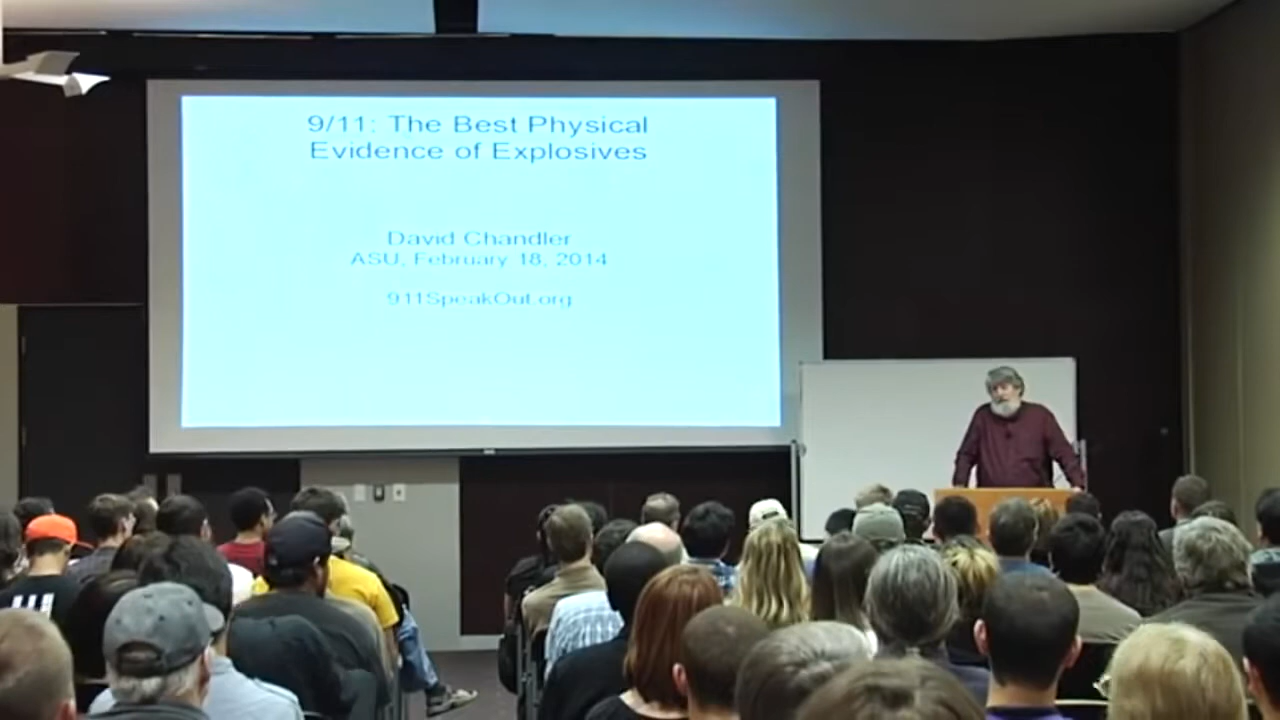 9/11: The Best Physical
Evidence of Explosives
David Chandler
ASU, February 18, 2014
911SpeakOut.org